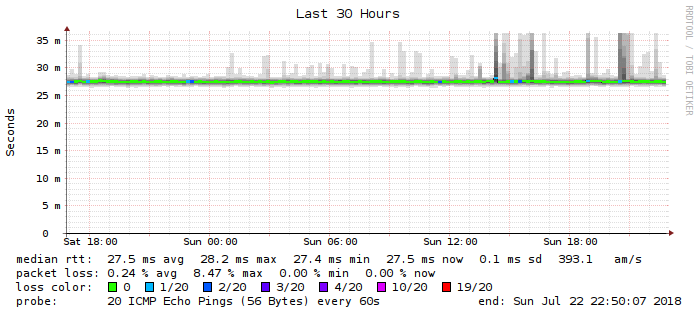 Last 30 Hours
RRDTOOL / TOBI OETIKER
Seconds
35 m
30 m
25 m
20 m
15 m
10 m
5 m
0
Sat 18:00 Sun 00:00 Sun 06:00 Sun 12:00 Sun 18:00
median rtt: 27.5 ms avg 28.2 ms max 27.4 ms min 27.5 ms now 0.1 ms sd 393.1 am/s
packet loss: 0.24 % avg 8.47 % max 0.00 % min 0.00 % now
loss color: 0 1/20 2/20 3/20 4/20 10/20 19/20
probe: 20 ICMP Echo Pings (56 Bytes) every 60s end: Sun Jul 22 22:50:07 2018